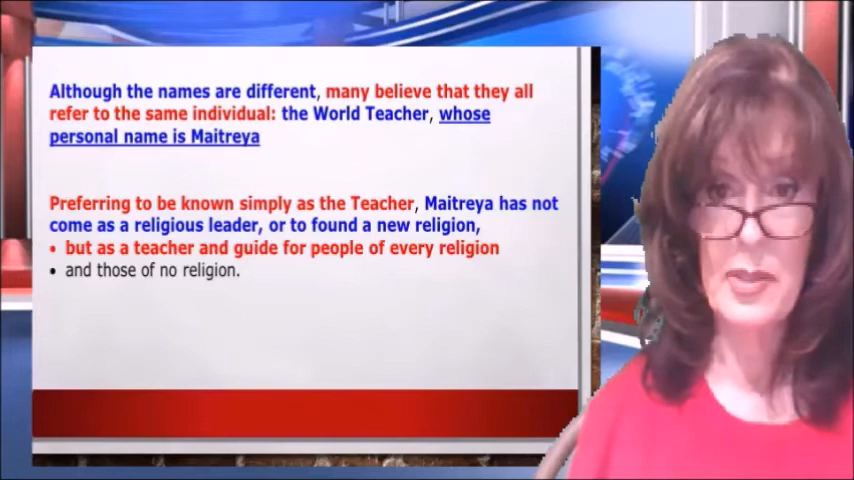 Although the names are different, many believe that they all
refer to the same individual: the World Teacher, whose
personal name is Maitreya
Preferring to be known simply as the Teacher, Maitreya has not
come as a religious leader, or to found a new religion,
• but as a teacher and guide for people of every religion
• and those of no religion.